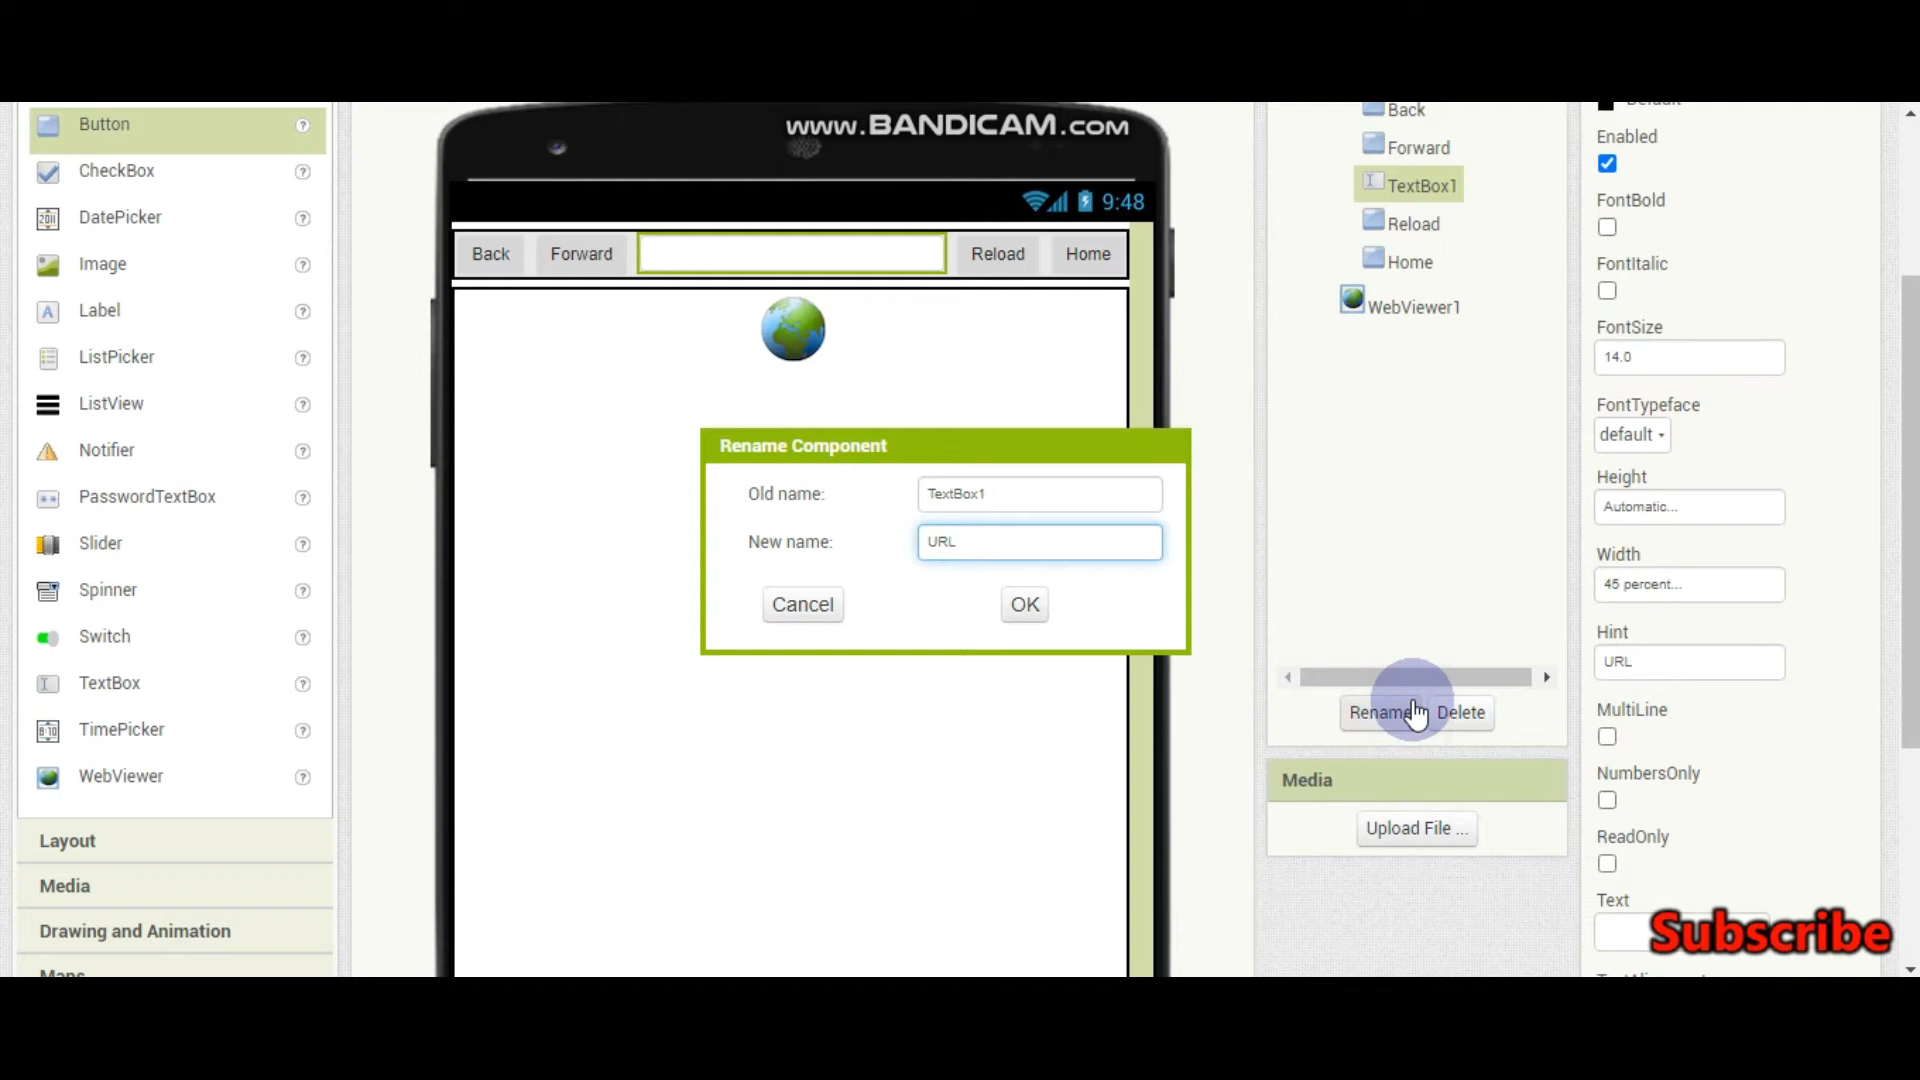 Button
CheckBox
DatePicker
Image
Label
ListPicker
ListView
Notifier
PasswordTextBox
Slider
Spinner
Switch
TextBox
TimePicker
WebViewer
Layout
Media
Drawing and Animation
Maps
www.BANDICAM.com
9:48
Back
Forward
Reload
Home
Rename Component
Old name:
TextBox1
New name:
URL
Cancel
OK
Back
Forward
TextBox1
Reload
Home
WebViewer1
Rename
Delete
Media
Upload File ...
Default
Enabled
FontBold
FontItalic
FontSize
14.0
FontTypeface
default
Height
Automatic...
Width
45 percent...
Hint
URL
MultiLine
NumbersOnly
ReadOnly
Text
Subscribe